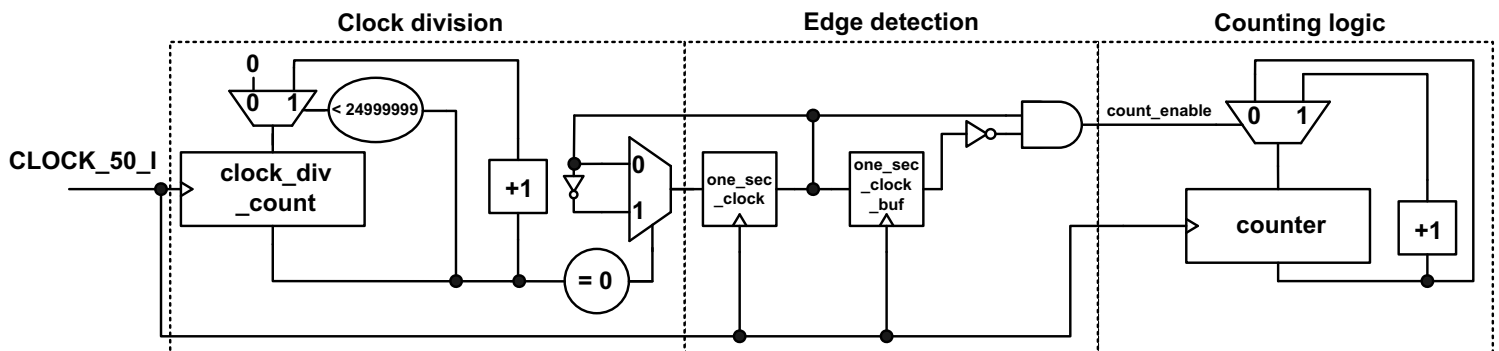 Clock division
Edge detection
Counting logic
0
0 1
< 24999999
CLOCK_50_I
clock_div
_count
+1
0
1
= 0
one_sec
_clock
one_sec
_clock
_buf
count_enable
0 1
counter
+1